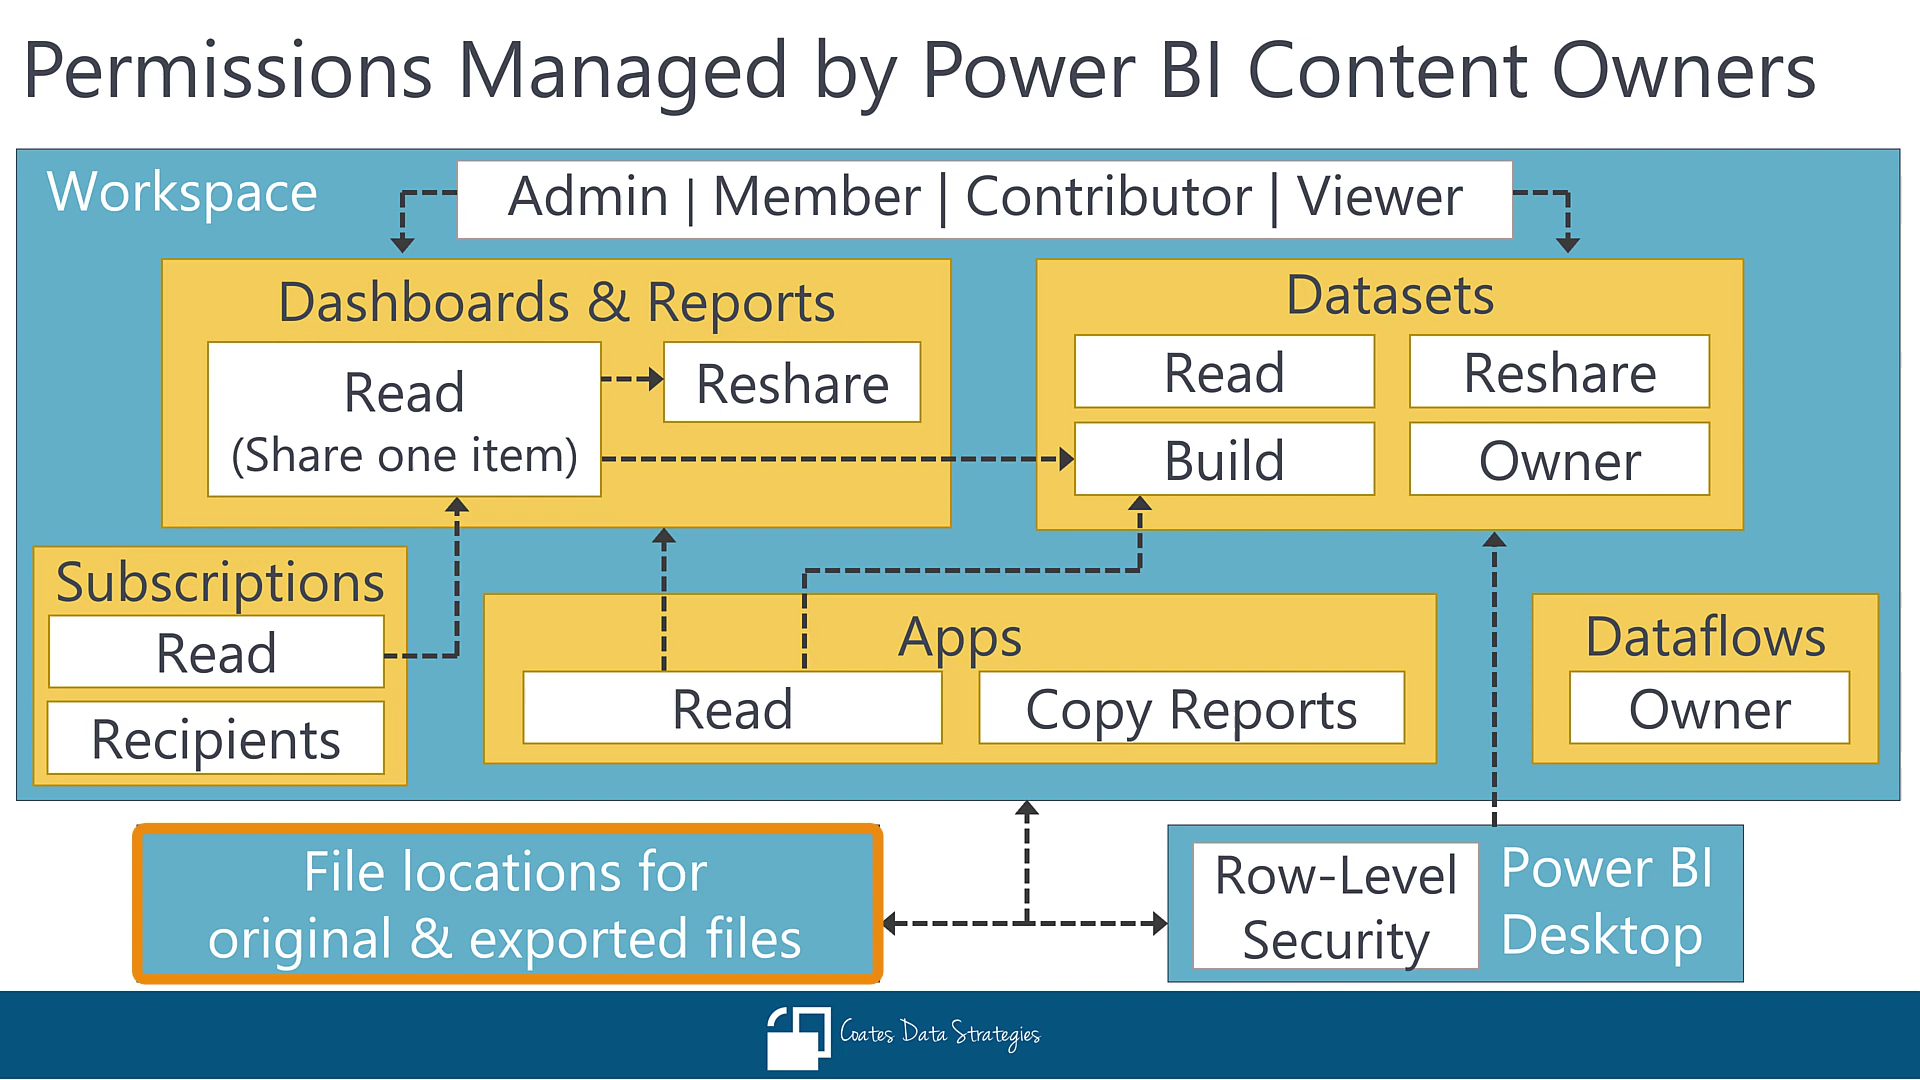 Permissions Managed by Power BI Content Owners
Workspace
Admin | Member | Contributor | Viewer
Dashboards & Reports
Read
(Share one item)
Reshare
Datasets
Read
Reshare
Build
Owner
Subscriptions
Read
Recipients
Apps
Read
Copy Reports
Dataflows
Owner
File locations for
original & exported files
Row-Level
Security
Power BI
Desktop
Coates Data Strategies